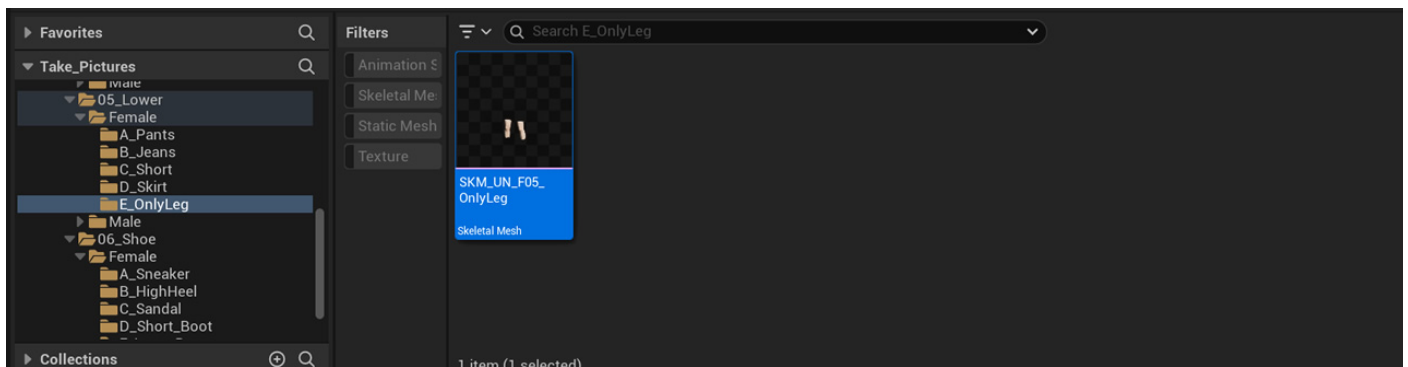 Favorites
Take_Pictures
Male
05_Lower
Female
A_Pants
B_Jeans
C_Short
D_Skirt
E_OnlyLeg
Male
06_Shoe
Female
A_Sneaker
B_HighHeel
C_Sandal
D_Short_Boot
Collections
Filters
Animation S
Skeletal Me
Static Mesh
Texture
Search E_OnlyLeg
SKM_UN_F05_
OnlyLeg
Skeletal Mesh
1 item (1 selected)